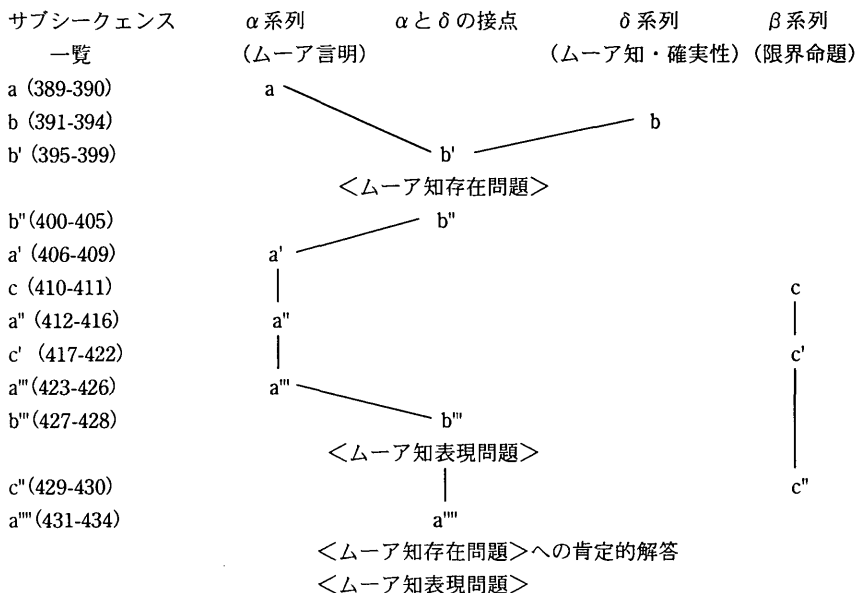 サブシークェンス α系列 αとδの接点 δ系列 β系列
一覧 (ムーア言明) (ムーア知・確実性) (限界命題)
a (389-390) a
b (391-394) b
b' (395-399) b'
＜ムーア知存在問題＞
b"(400-405) b"
a' (406-409) a'
c (410-411) c
a" (412-416) a"
c' (417-422) c'
a'''(423-426) a'''
b'''(427-428) b'''
＜ムーア知表現問題＞
c"(429-430) c"
a""(431-434) a""
＜ムーア知存在問題＞への肯定的解答
＜ムーア知表現問題＞